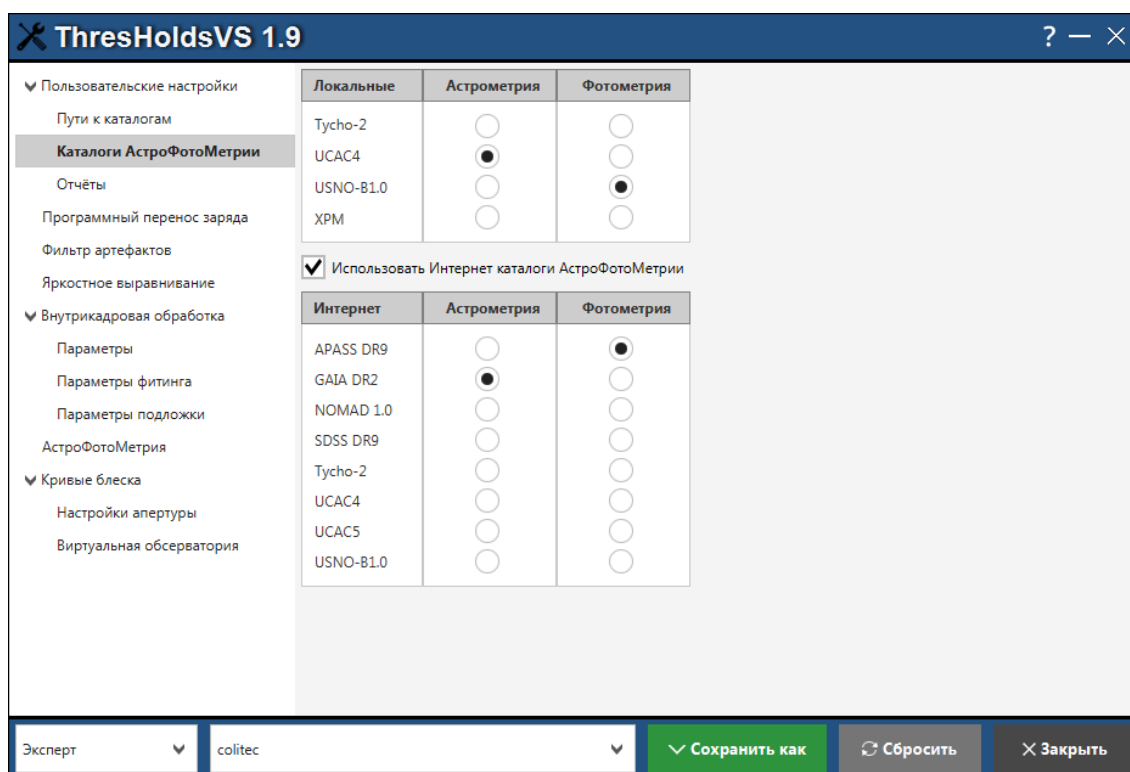 ThresHoldsVS 1.9
? — ×
Пользовательские настройки
Пути к каталогам
Каталоги АстроФотоМетрии
Отчёты
Программный перенос заряда
Фильтр артефактов
Яркостное выравнивание
Внутрикадровая обработка
Параметры
Параметры фитинга
Параметры подложки
АстроФотоМетрия
Кривые блеска
Настройки апертуры
Виртуальная обсерватория
Локальные Астрометрия Фотометрия
Tycho-2
UCAC4
USNO-B1.0
XPM
Использовать Интернет каталоги АстроФотоМетрии
Интернет Астрометрия Фотометрия
APASS DR9
GAIA DR2
NOMAD 1.0
SDSS DR9
Tycho-2
UCAC4
UCAC5
USNO-B1.0
Эксперт colitec Сохранить как Сбросить Закрыть